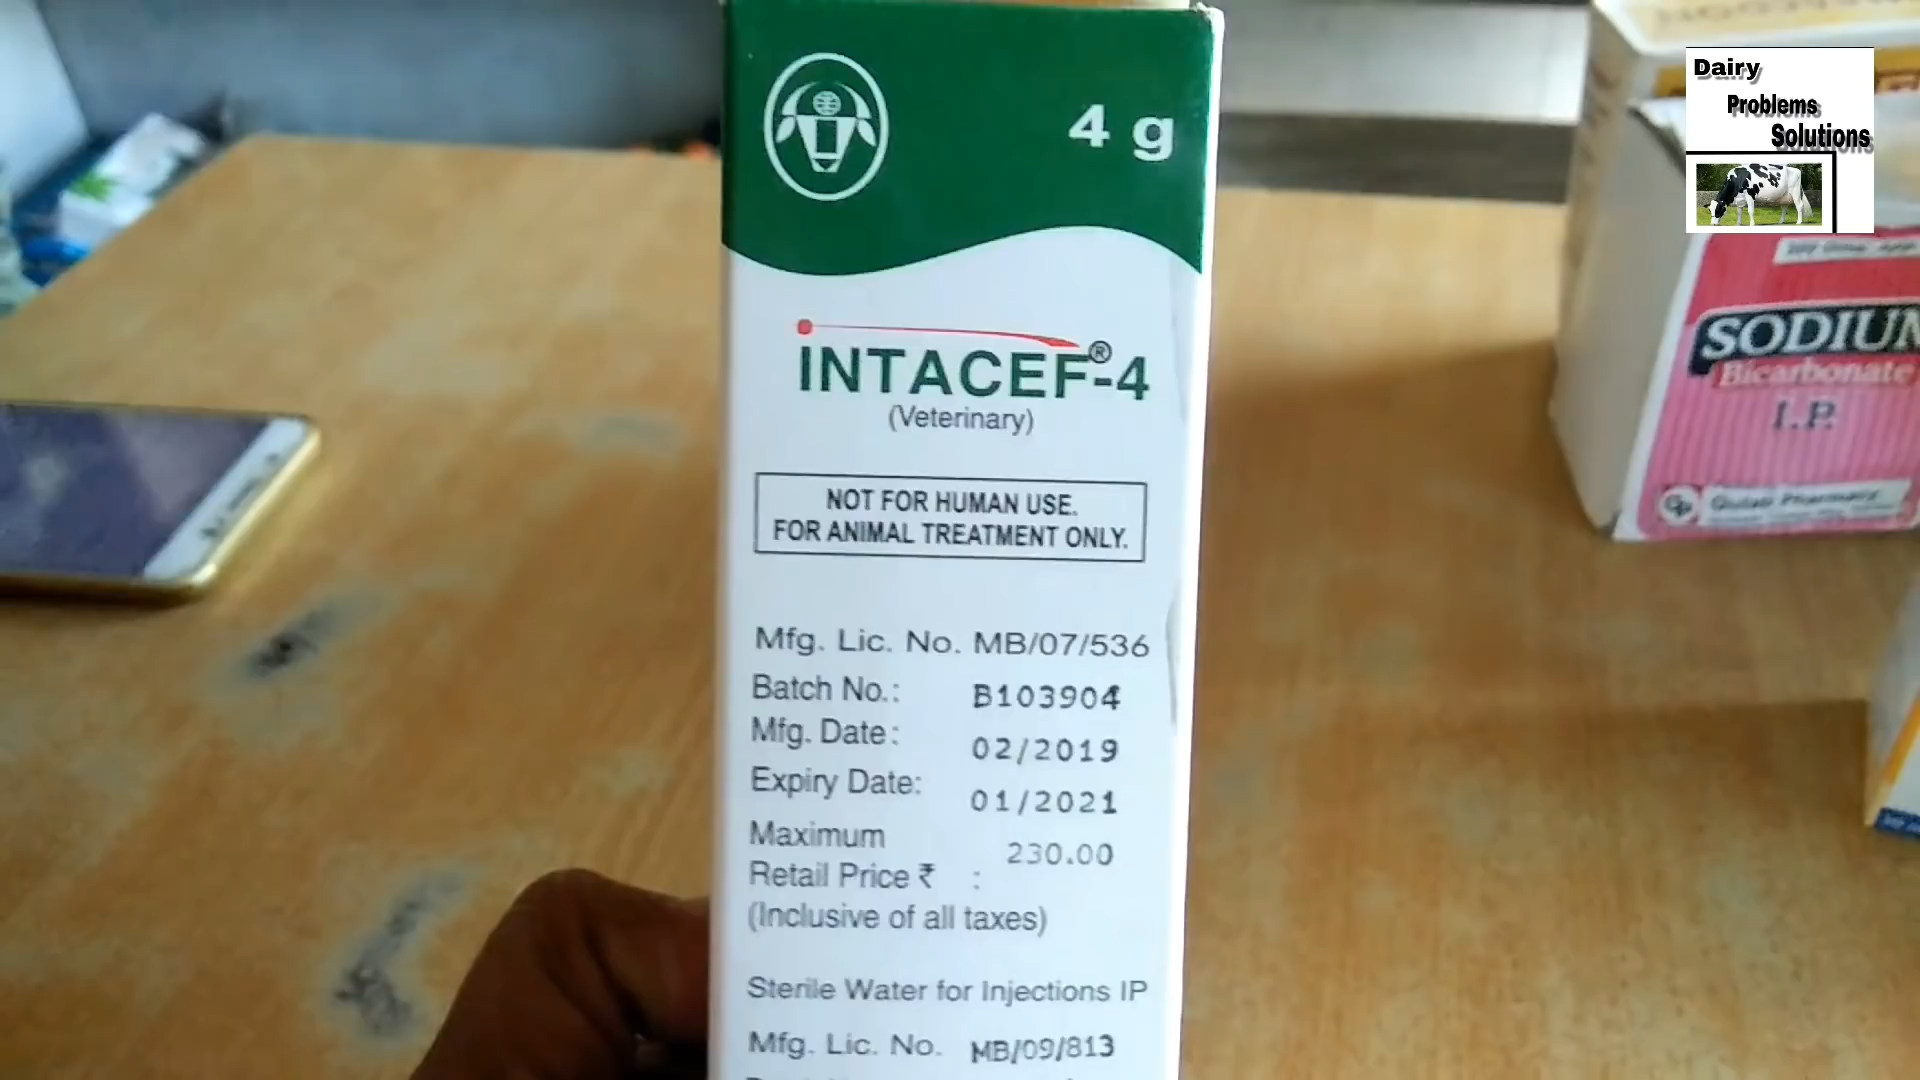 4 g
INTACEF®-4
(Veterinary)
NOT FOR HUMAN USE.
FOR ANIMAL TREATMENT ONLY.
Mfg. Lic. No. MB/07/536
Batch No.: B103904
Mfg. Date: 02/2019
Expiry Date: 01/2021
Maximum 230.00
Retail Price ₹ :
(Inclusive of all taxes)
Sterile Water for Injections IP
Mfg. Lic. No. MB/09/813
Dairy
Problems
Solutions
SODIUM
Bicarbonate
I.P.
Gulab Pharmacy